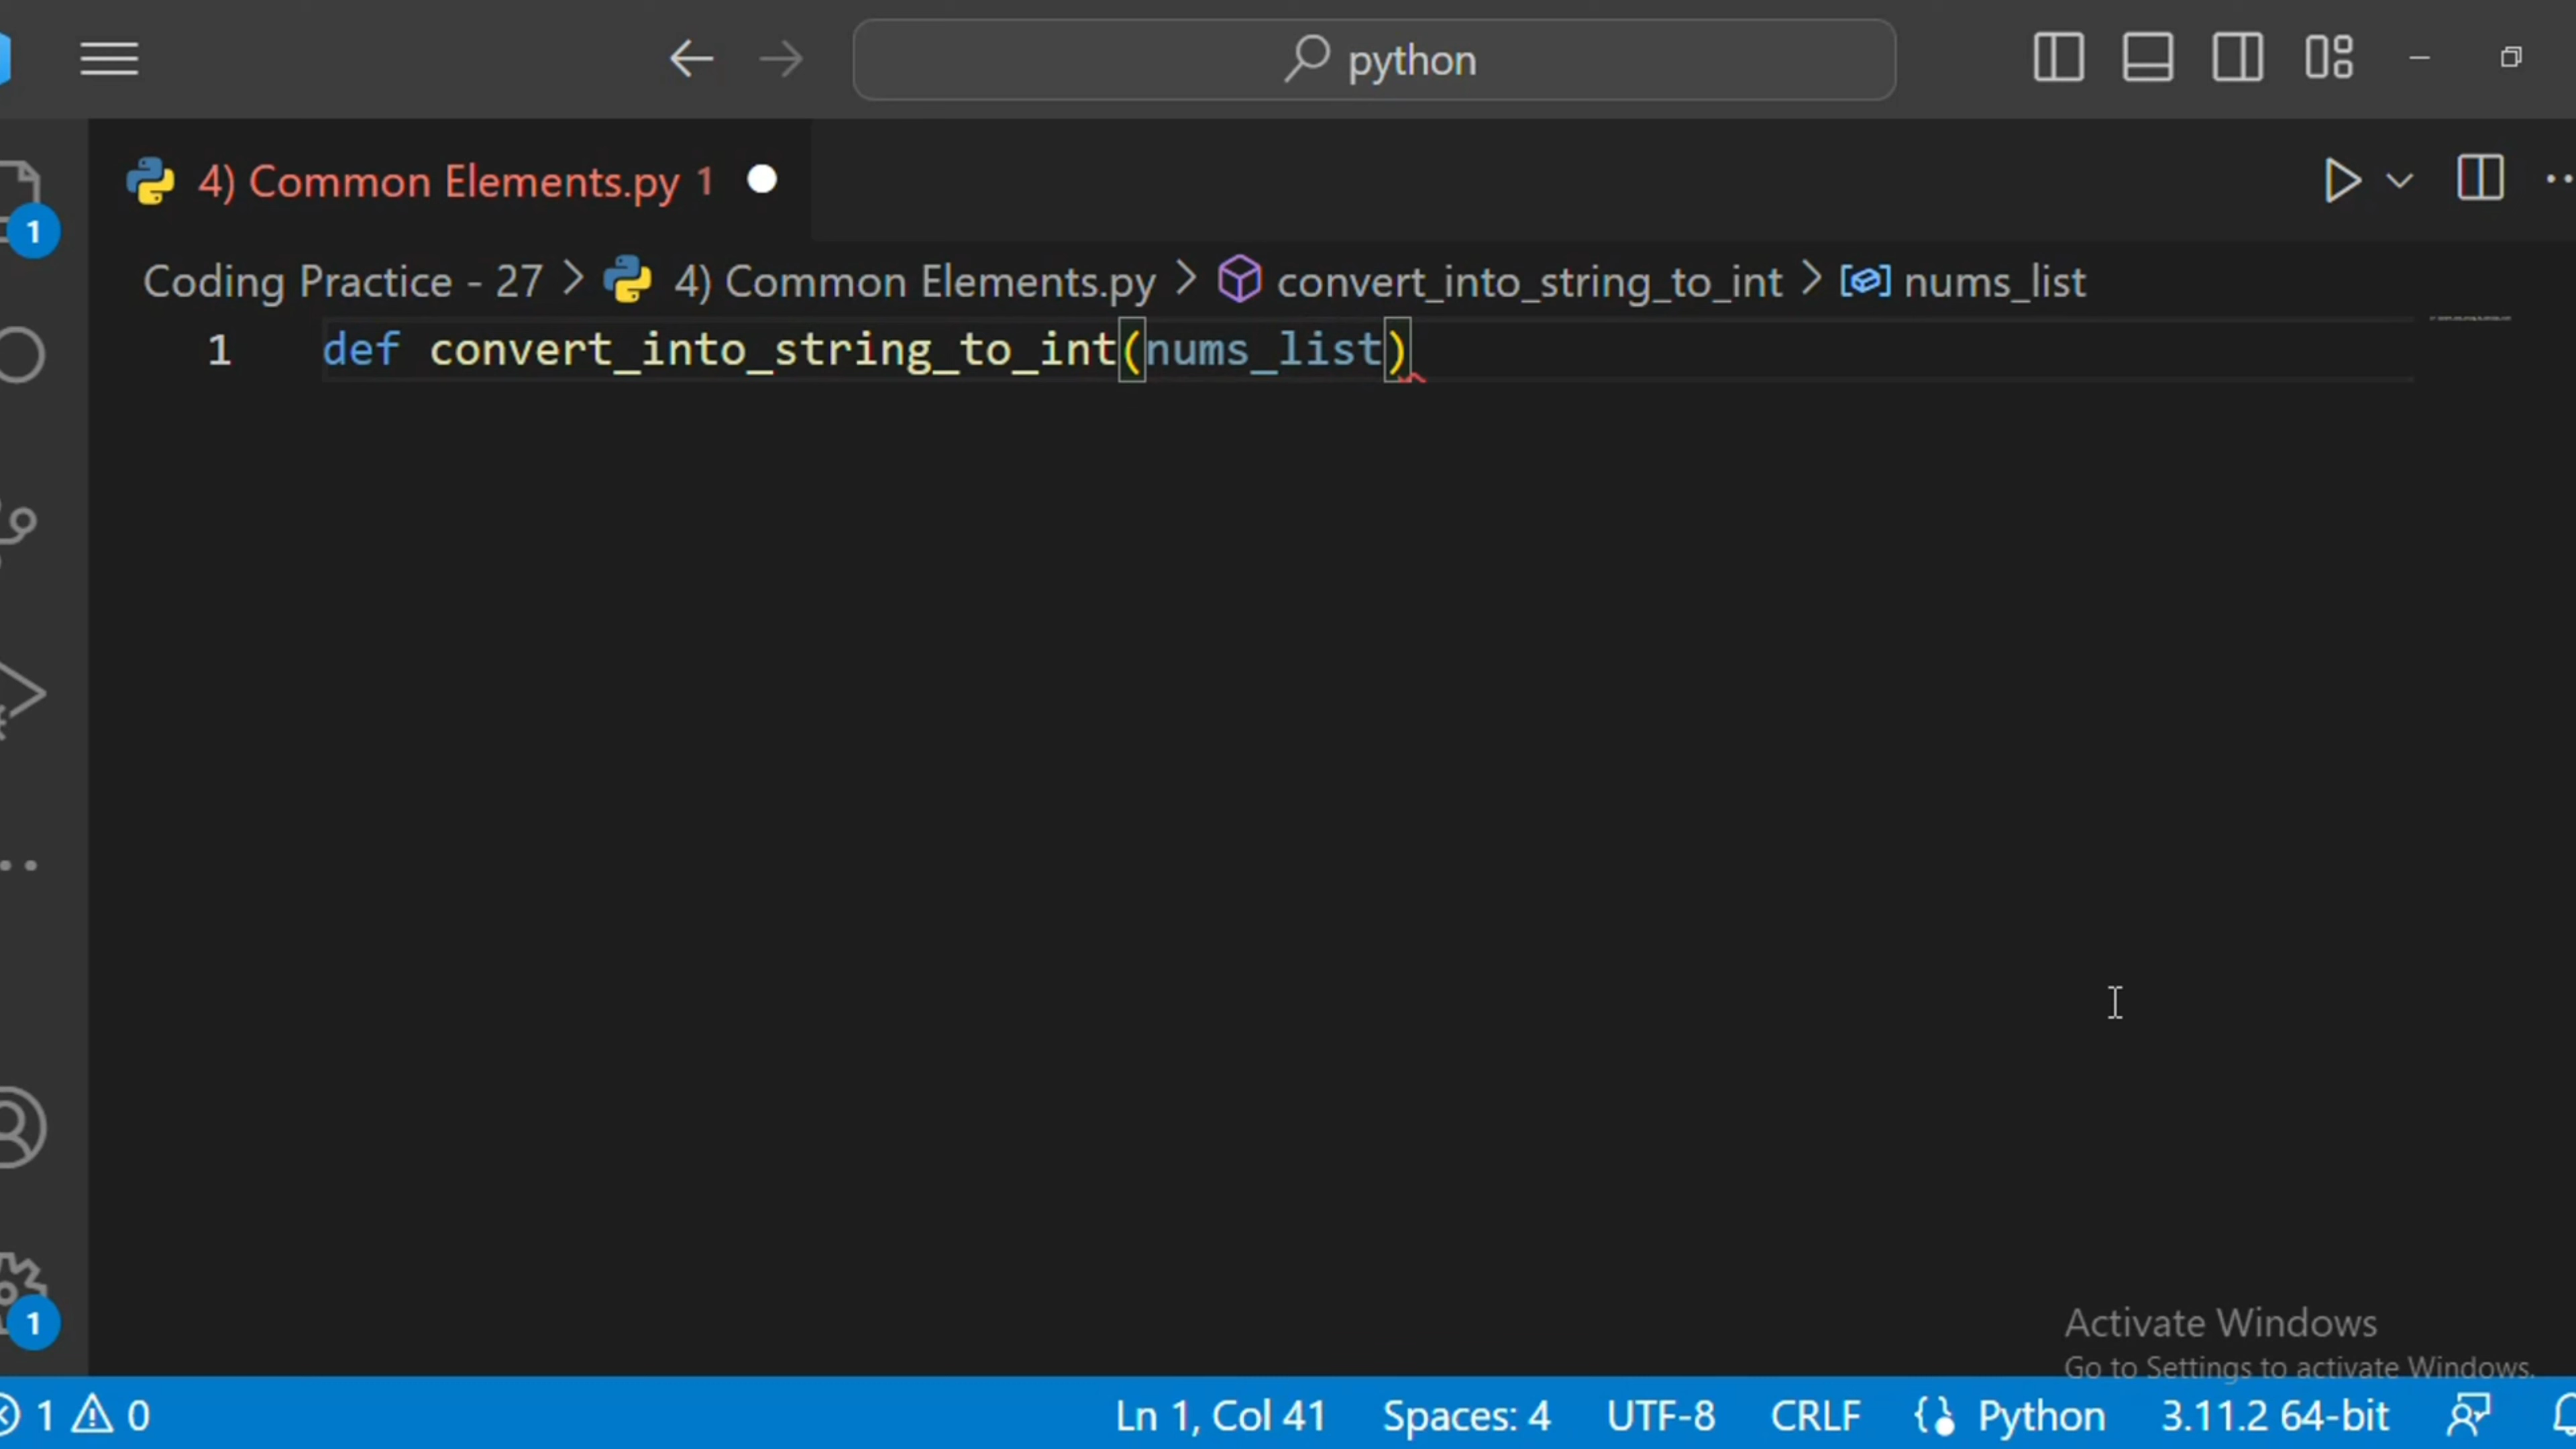 python
4) Common Elements.py 1
1
Coding Practice - 27 > 4) Common Elements.py > convert_into_string_to_int > nums_list
1 def convert_into_string_to_int(nums_list)
Activate Windows
Go to Settings to activate Windows.
1
1 0 Ln 1, Col 41 Spaces: 4 UTF-8 CRLF Python 3.11.2 64-bit